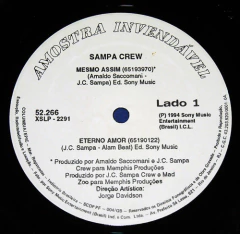 AMOSTRA INVENDÁVEL
SAMPA CREW
MESMO ASSIM (65193970)*
(Arnaldo Saccomani -
J.C. Sampa) Ed. Sony Music
52.266
XSLP - 2291
Lado 1
(P) 1994 Sony Music
Entertainment
(Brasil) I.C.L.
ETERNO AMOR (65190122)
(J.C. Sampa - Alam Beat) Ed. Sony Music
* Produzido por Arnaldo Saccomani e J.C. Sampa
Crew para Memphis Produções
* Produzido por J.C. Sampa Crew e Mad
Zoo para Memphis Produções
Direção Artística:
Jorge Davidson